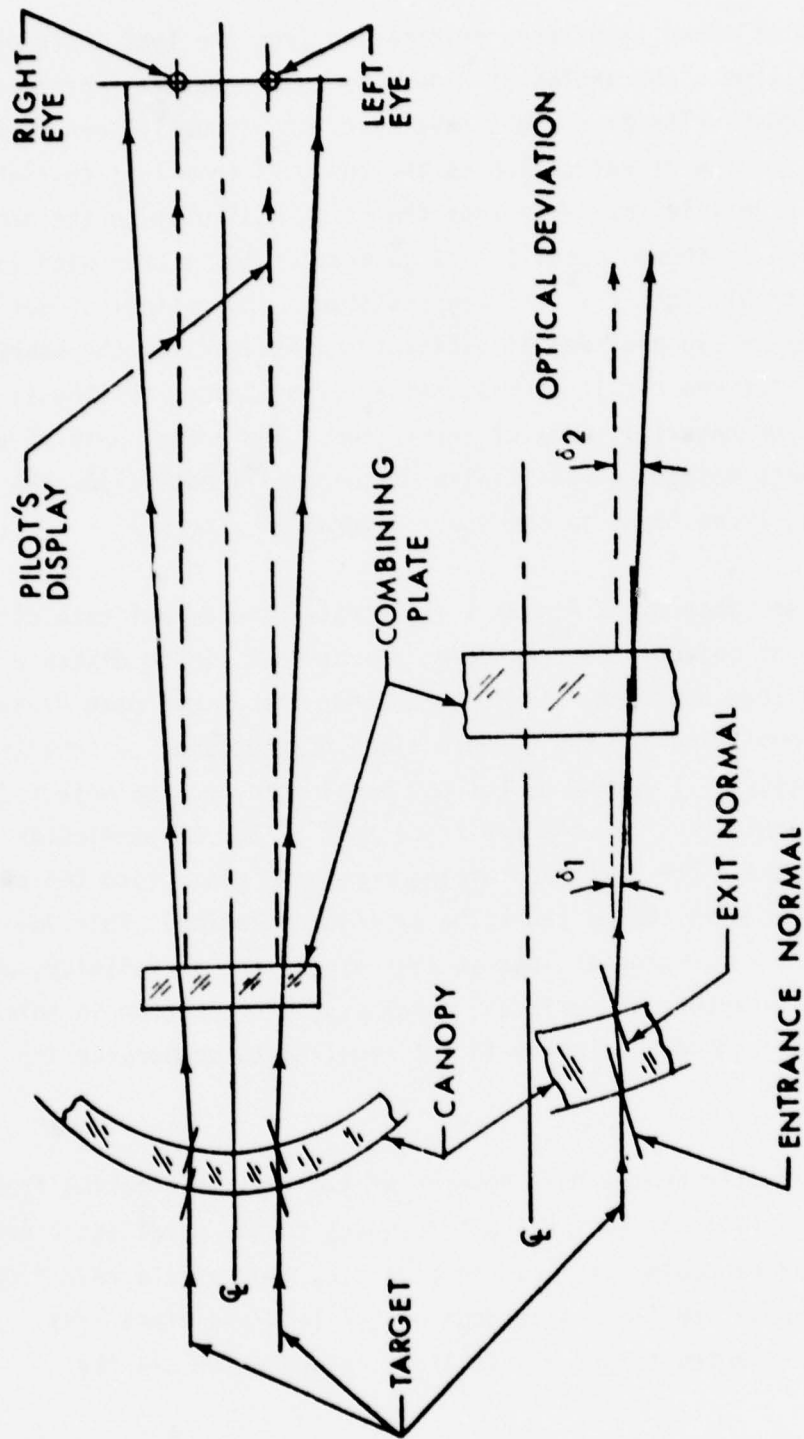 RIGHT
EYE
LEFT
EYE
PILOT'S
DISPLAY
COMBINING
PLATE
CANOPY
TARGET
℄
OPTICAL DEVIATION
δ2
δ1
℄
EXIT NORMAL
ENTRANCE NORMAL